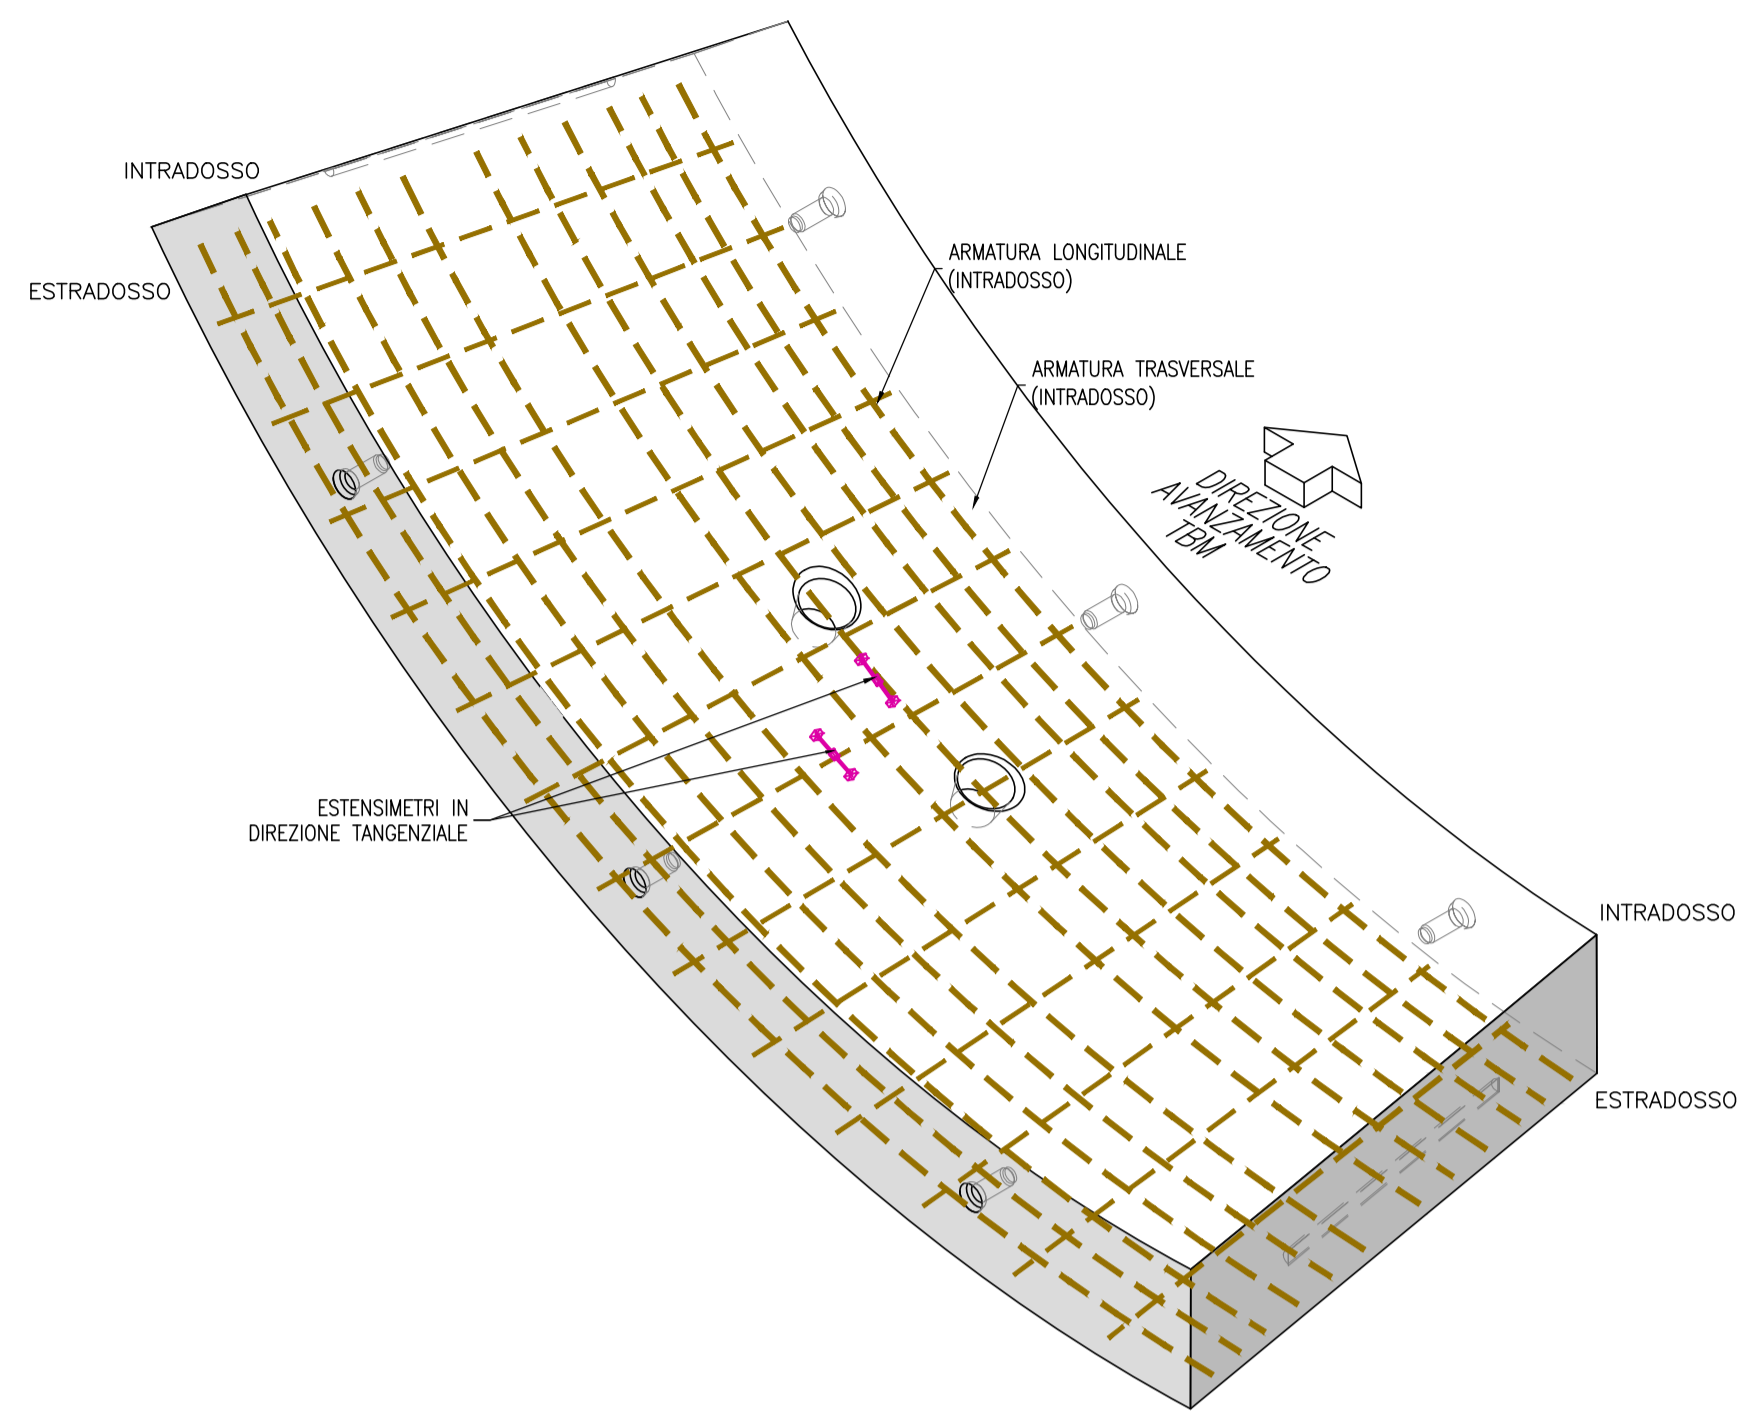 INTRADOSSO
ESTRADOSSO
ARMATURA LONGITUDINALE
(INTRADOSSO)
ARMATURA TRASVERSALE
(INTRADOSSO)
DIREZIONE
AVANZAMENTO
TBM
ESTENSIMETRI IN
DIREZIONE TANGENZIALE
INTRADOSSO
ESTRADOSSO